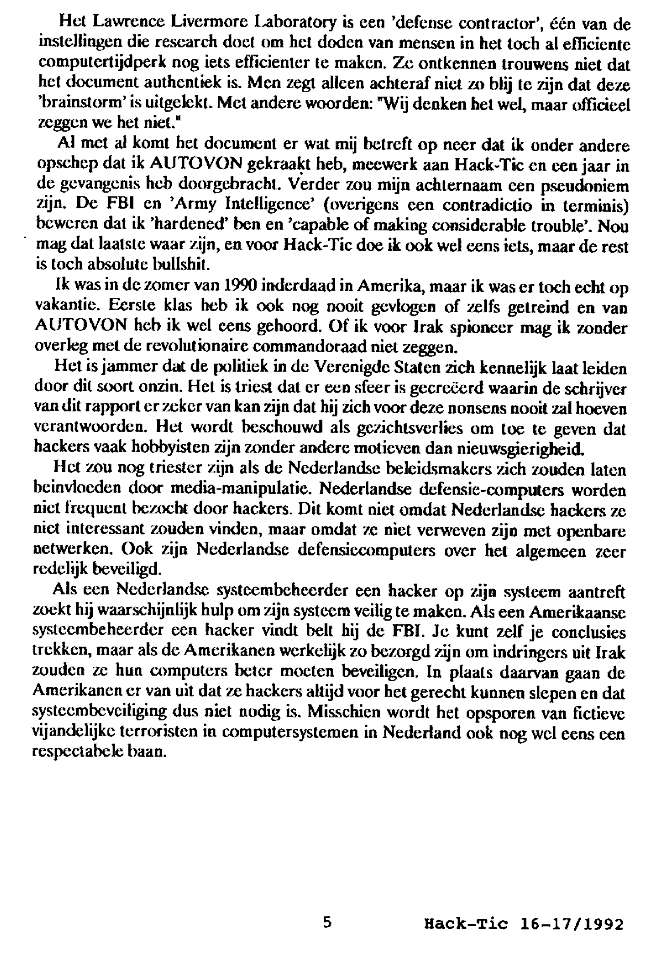 Het Lawrence Livermore Laboratory is een 'defense contractor', één van de
instellingen die research doet om het doden van mensen in het toch al efficiente
computertijdperk nog iets efficienter te maken. Ze ontkennen trouwens niet dat
het document authentiek is. Men zegt alleen achteraf niet zo blij te zijn dat deze
'brainstorm' is uitgelekt. Met andere woorden: "Wij denken het wel, maar officieel
zeggen we het niet."
Al met al komt het document er wat mij betreft op neer dat ik onder andere
opschep dat ik AUTOVON gekraakt heb, meewerk aan Hack-Tic en een jaar in
de gevangenis heb doorgebracht. Verder zou mijn achternaam een pseudoniem
zijn. De FBI en 'Army Intelligence' (overigens een contradictio in terminis)
beweren dat ik 'hardened' ben en 'capable of making considerable trouble'. Nou
mag dat laatste waar zijn, en voor Hack-Tic doe ik ook wel eens iets, maar de rest
is toch absolute bullshit.
Ik was in de zomer van 1990 inderdaad in Amerika, maar ik was er toch echt op
vakantie. Eerste klas heb ik ook nog nooit gevlogen of zelfs getreind en van
AUTOVON heb ik wel eens gehoord. Of ik voor Irak spioneer mag ik zonder
overleg met de revolutionaire commandoraad niet zeggen.
Het is jammer dat de politiek in de Verenigde Staten zich kennelijk laat leiden
door dit soort onzin. Het is triest dat er een sfeer is gecreëerd waarin de schrijver
van dit rapport er zeker van kan zijn dat hij zich voor deze nonsens nooit zal hoeven
verantwoorden. Het wordt beschouwd als gezichtsverlies om toe te geven dat
hackers vaak hobbyisten zijn zonder andere motieven dan nieuwsgierigheid.
Het zou nog triester zijn als de Nederlandse beleidsmakers zich zouden laten
beinvloeden door media-manipulatie. Nederlandse defensie-computers worden
niet frequent bezocht door hackers. Dit komt niet omdat Nederlandse hackers ze
niet interessant zouden vinden, maar omdat ze niet verweven zijn met openbare
netwerken. Ook zijn Nederlandse defensiecomputers over het algemeen zeer
redelijk beveiligd.
Als een Nederlandse systeembeheerder een hacker op zijn systeem aantreft
zoekt hij waarschijnlijk hulp om zijn systeem veilig te maken. Als een Amerikaanse
systeembeheerder een hacker vindt belt hij de FBI. Je kunt zelf je conclusies
trekken, maar als de Amerikanen werkelijk zo bezorgd zijn om indringers uit Irak
zouden ze hun computers beter moeten beveiligen. In plaats daarvan gaan de
Amerikanen er van uit dat ze hackers altijd voor het gerecht kunnen slepen en dat
systeembeveiliging dus niet nodig is. Misschien wordt het opsporen van fictieve
vijandelijke terroristen in computersystemen in Nederland ook nog wel eens een
respectabele baan.
5 Hack-Tic 16-17/1992